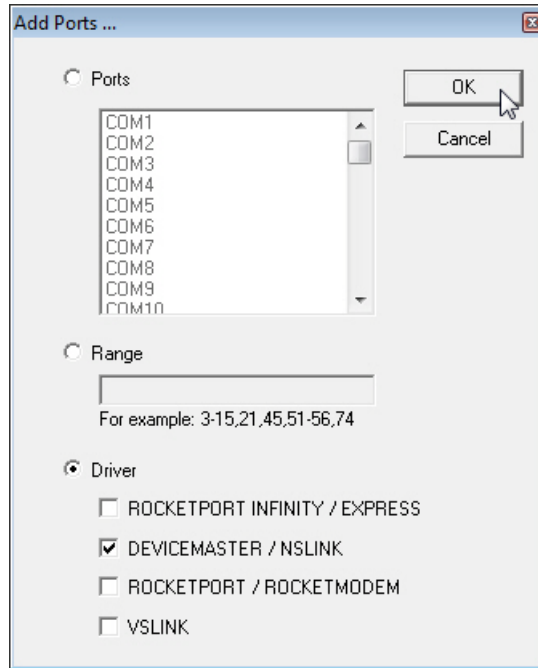 Add Ports ...
Ports
OK
Cancel
COM1
COM2
COM3
COM4
COM5
COM6
COM7
COM8
COM9
COM10
Range
For example: 3-15,21,45,51-56,74
Driver
ROCKETPORT INFINITY / EXPRESS
DEVICEMASTER / NSLINK
ROCKETPORT / ROCKETMODEM
VSLINK